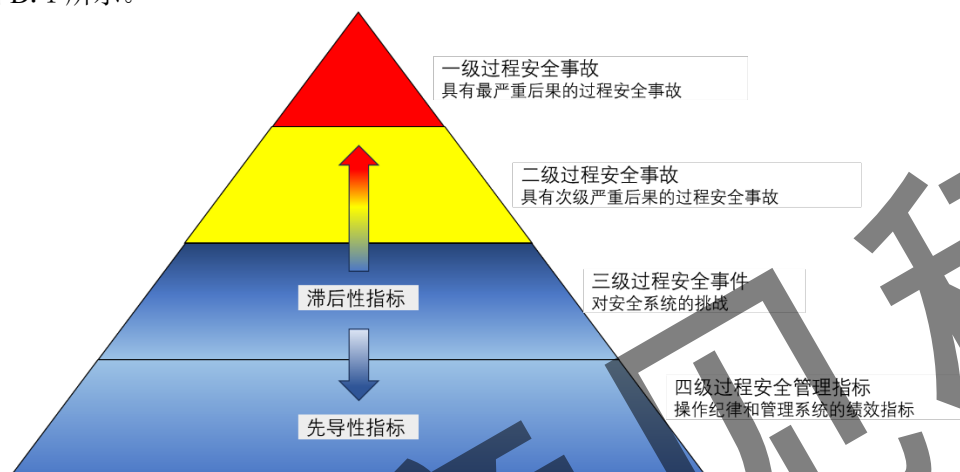 一级过程安全事故
具有最严重后果的过程安全事故
二级过程安全事故
具有次级严重后果的过程安全事故
滞后性指标
三级过程安全事件
对安全系统的挑战
四级过程安全管理指标
操作纪律和管理系统的绩效指标
先导性指标